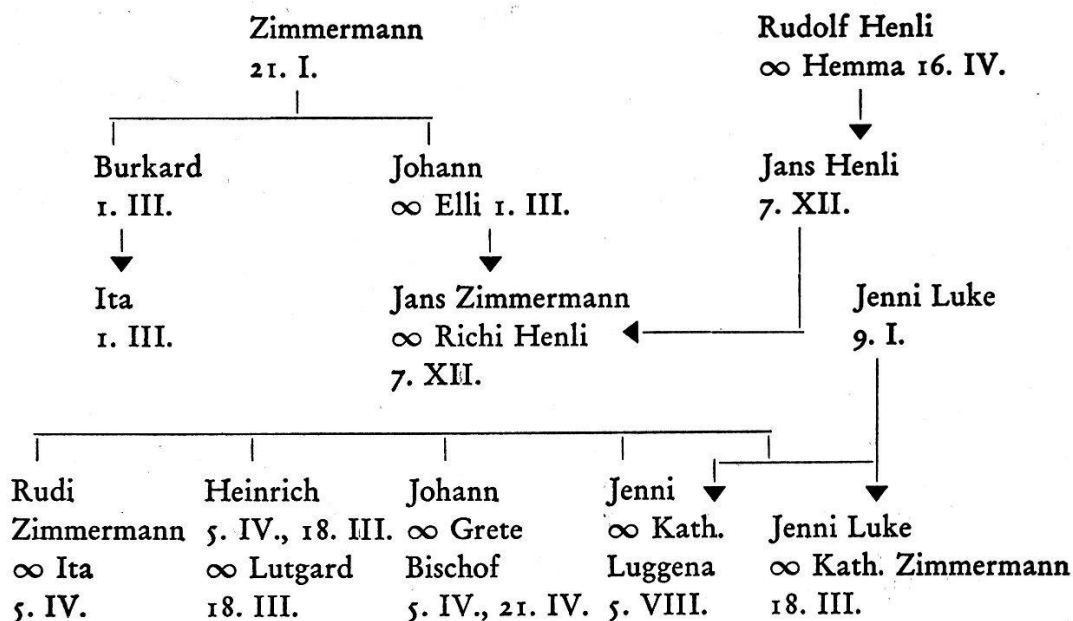 Zimmermann
21. I.
Rudolf Henli
∞ Hemma 16. IV.
Burkard
1. III.
Johann
∞ Elli 1. III.
Jans Henli
7. XII.
Ita
1. III.
Jans Zimmermann
∞ Richi Henli
7. XII.
Jenni Luke
9. I.
Rudi
Zimmermann
∞ Ita
5. IV.
Heinrich
5. IV., 18. III.
∞ Lutgard
18. III.
Johann
∞ Grete
Bischof
5. IV., 21. IV.
Jenni
∞ Kath.
Luggena
5. VIII.
Jenni Luke
∞ Kath. Zimmermann
18. III.